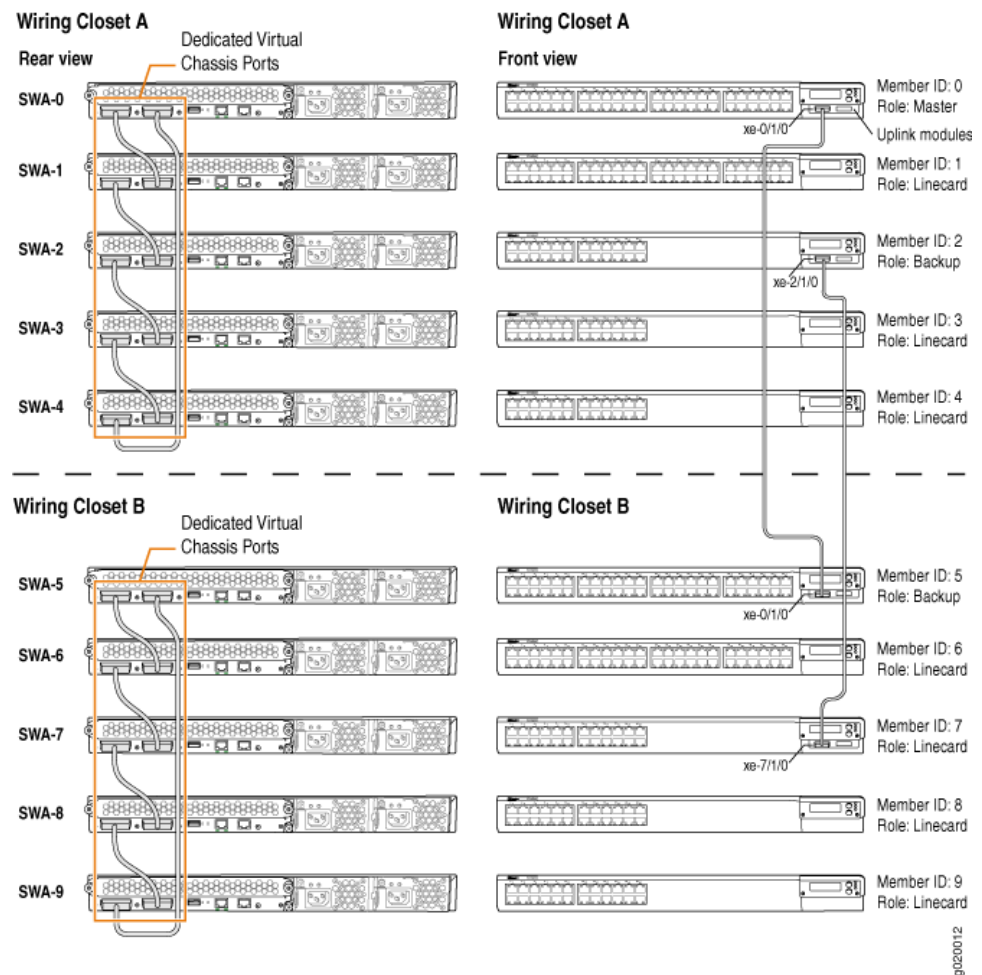 Wiring Closet A
Rear view
Dedicated Virtual
Chassis Ports
SWA-0
SWA-1
SWA-2
SWA-3
SWA-4
Wiring Closet A
Front view
Member ID: 0
Role: Master
xe-0/1/0
Uplink modules
Member ID: 1
Role: Linecard
Member ID: 2
Role: Backup
xe-2/1/0
Member ID: 3
Role: Linecard
Member ID: 4
Role: Linecard
Wiring Closet B
Dedicated Virtual
Chassis Ports
SWA-5
SWA-6
SWA-7
SWA-8
SWA-9
Wiring Closet B
Member ID: 5
Role: Backup
xe-0/1/0
Member ID: 6
Role: Linecard
Member ID: 7
Role: Linecard
xe-7/1/0
Member ID: 8
Role: Linecard
Member ID: 9
Role: Linecard
g020012